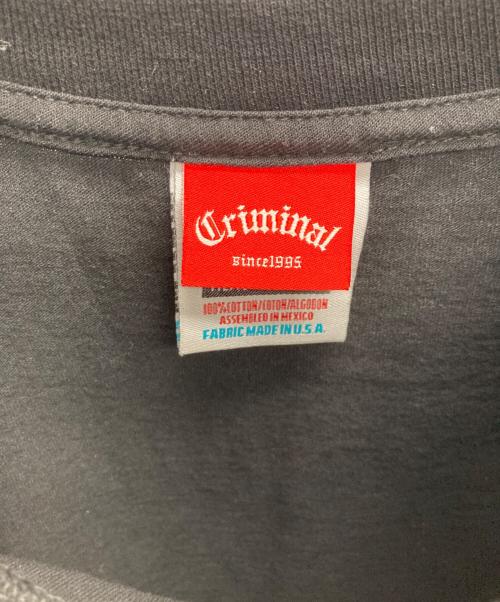 Criminal
since1995
100%COTTON/COTON/ALGODON
ASSEMBLED IN MEXICO
FABRIC MADE IN U.S.A.